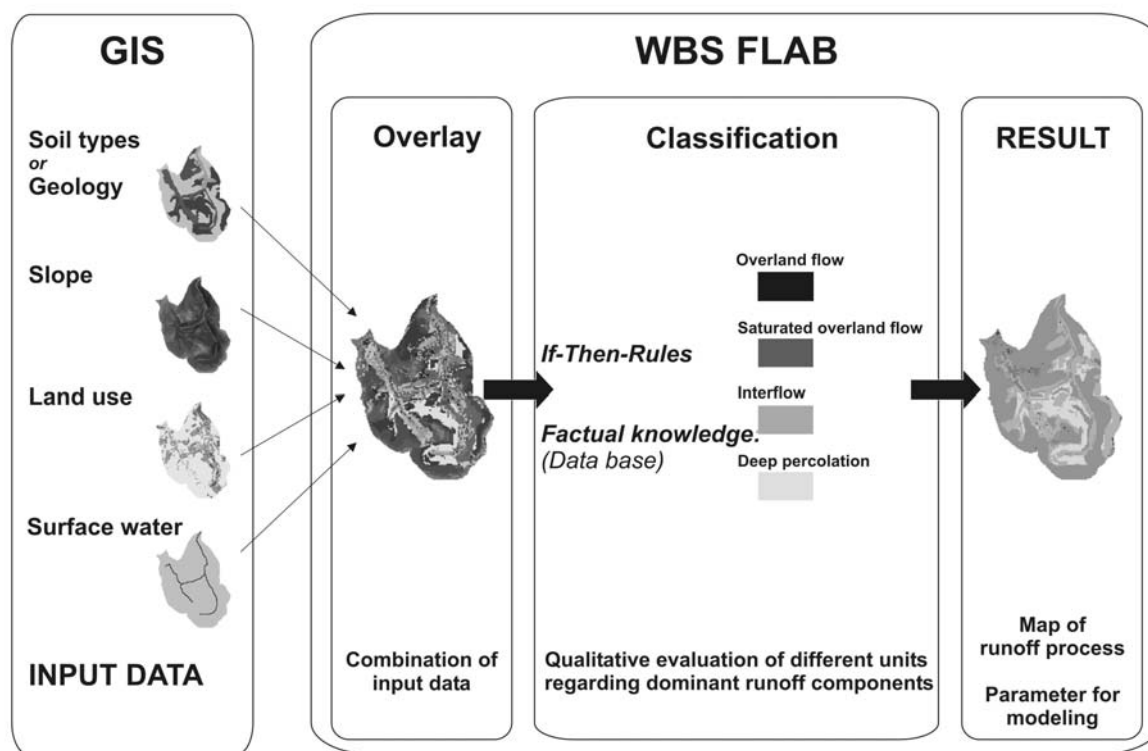 GIS
Soil types
or
Geology
Slope
Land use
Surface water
INPUT DATA
WBS FLAB
Overlay
Combination of
input data
Classification
If-Then-Rules
Factual knowledge.
(Data base)
Overland flow
Saturated overland flow
Interflow
Deep percolation
Qualitative evaluation of different units
regarding dominant runoff components
RESULT
Map of
runoff process
Parameter for
modeling